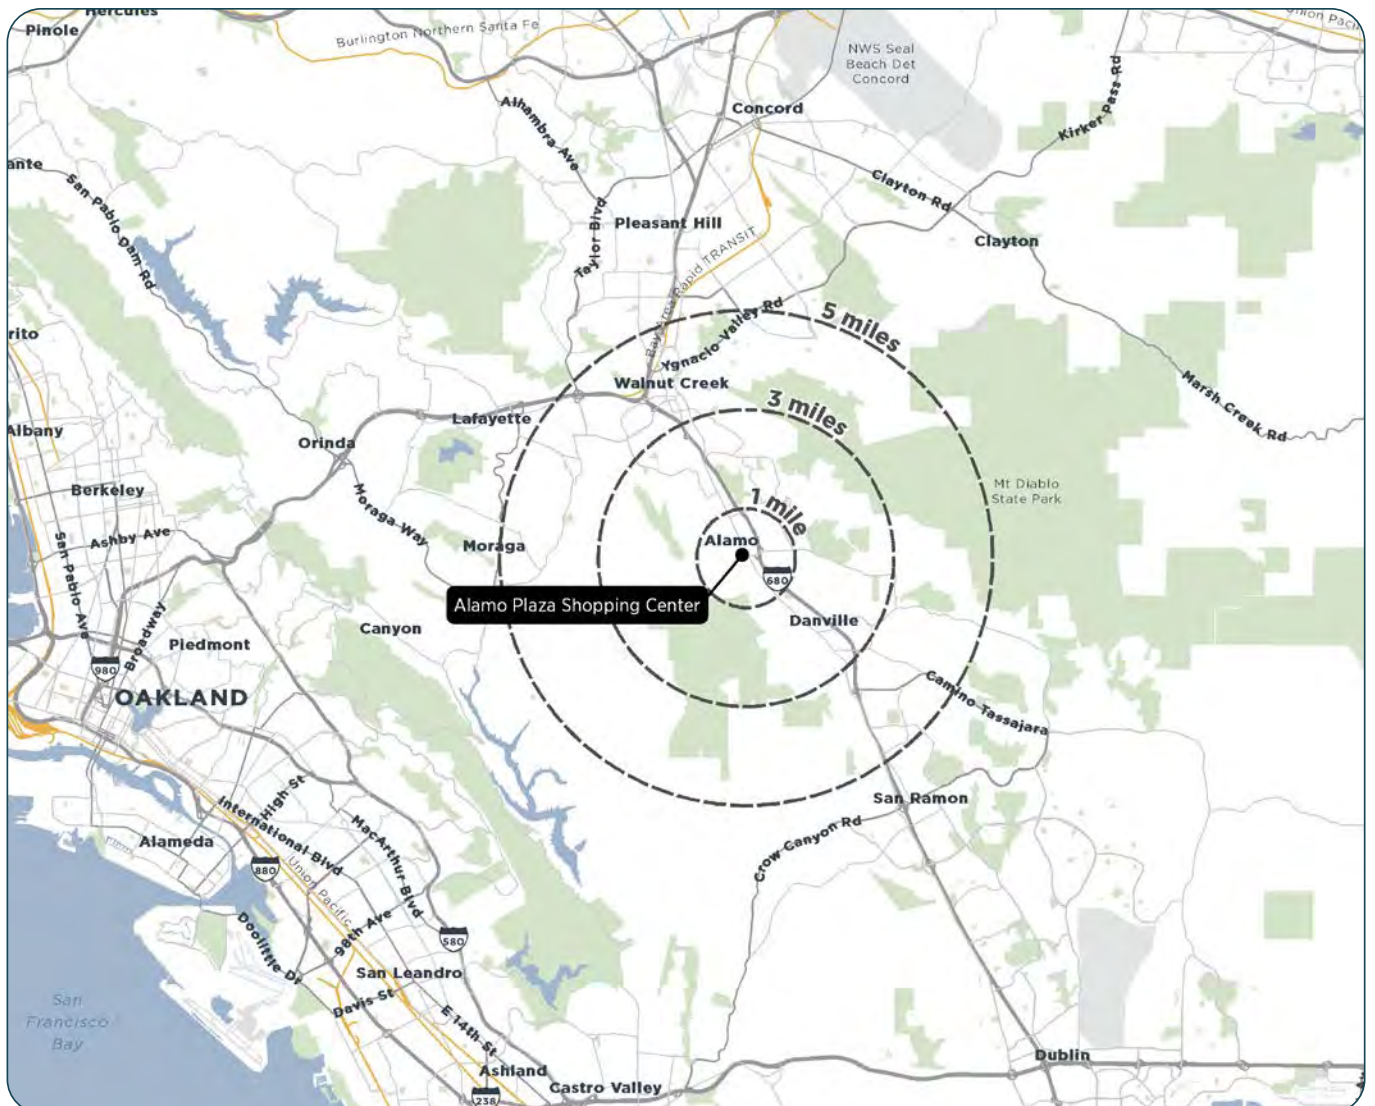 Hercules
Pinole
Burlington Northern Santa Fe
Union Paci
NWS Seal
Beach Det
Concord
Concord
Alhambra Ave
Kirker Pass Rd
ante
San Pablo Dam Rd
Clayton Rd
Taylor Blvd
Pleasant Hill
Clayton
Bay Area Rapid TRANSIT
Ygnacio Valley Rd
5 miles
rito
Walnut Creek
Marsh Creek Rd
3 miles
Lafayette
Albany
Orinda
Berkeley
Mt Diablo
State Park
Moraga Way
1 mile
Ashby Ave
San Pablo Ave
Moraga
Alamo
680
Alamo Plaza Shopping Center
Danville
Canyon
Broadway
Piedmont
980
OAKLAND
Camino Tassajara
High St
San Ramon
International Blvd
MacArthur Blvd
Crow Canyon Rd
Alameda
880
Union Pacific
98th Ave
580
Doolittle Dr
San Leandro
Davis St
San
Francisco
Bay
E 14th St
Dublin
Ashland
Castro Valley
238